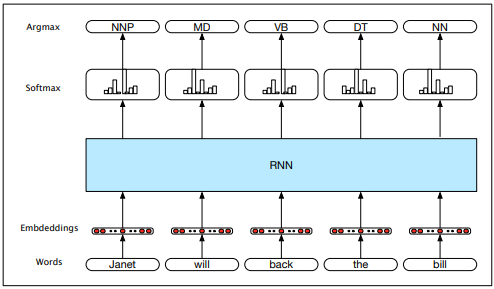 Argmax NNP MD VB DT NN
Softmax
RNN
Embdeddings
Words Janet will back the bill